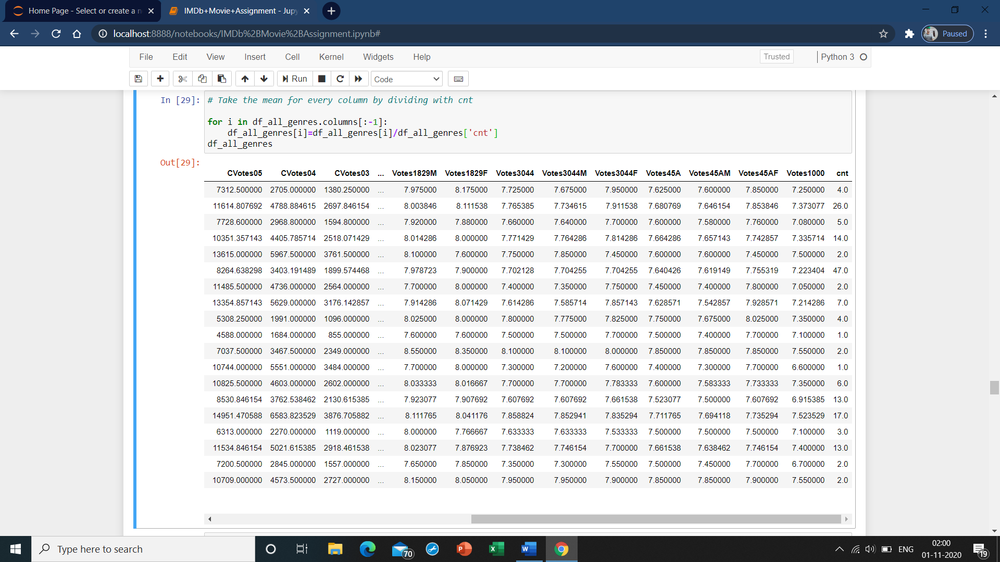 Home Page - Select or create a n
IMDb+Movie+Assignment - Jupy
localhost:8888/notebooks/IMDb%2BMovie%2BAssignment.ipynb#
Paused
File Edit View Insert Cell Kernel Widgets Help
Trusted
Python 3
Run
Code
In [29]:
# Take the mean for every column by dividing with cnt
for i in df_all_genres.columns[:-1]:
df_all_genres[i]=df_all_genres[i]/df_all_genres['cnt']
df_all_genres
Out[29]:
CVotes05 CVotes04 CVotes03 ... Votes1829M Votes1829F Votes3044 Votes3044M Votes3044F Votes45A Votes45AM Votes45AF Votes1000 cnt
7312.500000 2705.000000 1380.250000 ... 7.975000 8.175000 7.725000 7.675000 7.950000 7.625000 7.600000 7.850000 7.250000 4.0
11614.807692 4788.884615 2697.846154 ... 8.003846 8.111538 7.765385 7.734615 7.911538 7.680769 7.646154 7.853846 7.373077 26.0
7728.600000 2968.800000 1594.800000 ... 7.920000 7.880000 7.660000 7.640000 7.700000 7.600000 7.580000 7.760000 7.080000 5.0
10351.357143 4405.785714 2518.071429 ... 8.014286 8.000000 7.771429 7.764286 7.814286 7.664286 7.657143 7.742857 7.335714 14.0
13615.000000 5967.500000 3761.500000 ... 8.100000 7.600000 7.750000 7.850000 7.450000 7.600000 7.600000 7.450000 7.500000 2.0
8264.638298 3403.191489 1899.574468 ... 7.978723 7.900000 7.702128 7.704255 7.704255 7.640426 7.619149 7.755319 7.223404 47.0
11485.500000 4736.000000 2564.000000 ... 7.700000 8.000000 7.400000 7.350000 7.750000 7.450000 7.400000 7.800000 7.050000 2.0
13354.857143 5629.000000 3176.142857 ... 7.914286 8.071429 7.614286 7.585714 7.857143 7.628571 7.542857 7.928571 7.214286 7.0
5308.250000 1991.000000 1096.000000 ... 8.025000 8.000000 7.800000 7.775000 7.825000 7.750000 7.675000 8.025000 7.350000 4.0
4588.000000 1684.000000 855.000000 ... 7.600000 7.600000 7.500000 7.500000 7.700000 7.500000 7.400000 7.700000 7.100000 1.0
7037.500000 3467.500000 2349.000000 ... 8.550000 8.350000 8.100000 8.100000 8.000000 7.850000 7.850000 7.850000 7.550000 2.0
10744.000000 5551.000000 3484.000000 ... 7.700000 8.000000 7.300000 7.200000 7.600000 7.400000 7.300000 7.700000 6.600000 1.0
10825.500000 4603.000000 2602.000000 ... 8.033333 8.016667 7.700000 7.700000 7.783333 7.600000 7.583333 7.733333 7.350000 6.0
8530.846154 3762.538462 2130.615385 ... 7.923077 7.907692 7.607692 7.607692 7.661538 7.523077 7.500000 7.607692 6.915385 13.0
14951.470588 6583.823529 3876.705882 ... 8.111765 8.041176 7.858824 7.852941 7.835294 7.711765 7.694118 7.735294 7.523529 17.0
6313.000000 2270.000000 1119.000000 ... 8.000000 7.766667 7.633333 7.633333 7.533333 7.500000 7.500000 7.500000 7.100000 3.0
11534.846154 5021.615385 2918.461538 ... 8.023077 7.876923 7.738462 7.746154 7.700000 7.661538 7.638462 7.746154 7.400000 13.0
7200.500000 2845.000000 1557.000000 ... 7.650000 7.850000 7.350000 7.300000 7.550000 7.500000 7.450000 7.700000 6.700000 2.0
10709.000000 4573.500000 2727.000000 ... 8.150000 8.050000 7.950000 7.950000 7.900000 7.850000 7.850000 7.900000 7.550000 2.0
Type here to search
70
ENG
02:00
01-11-2020
19